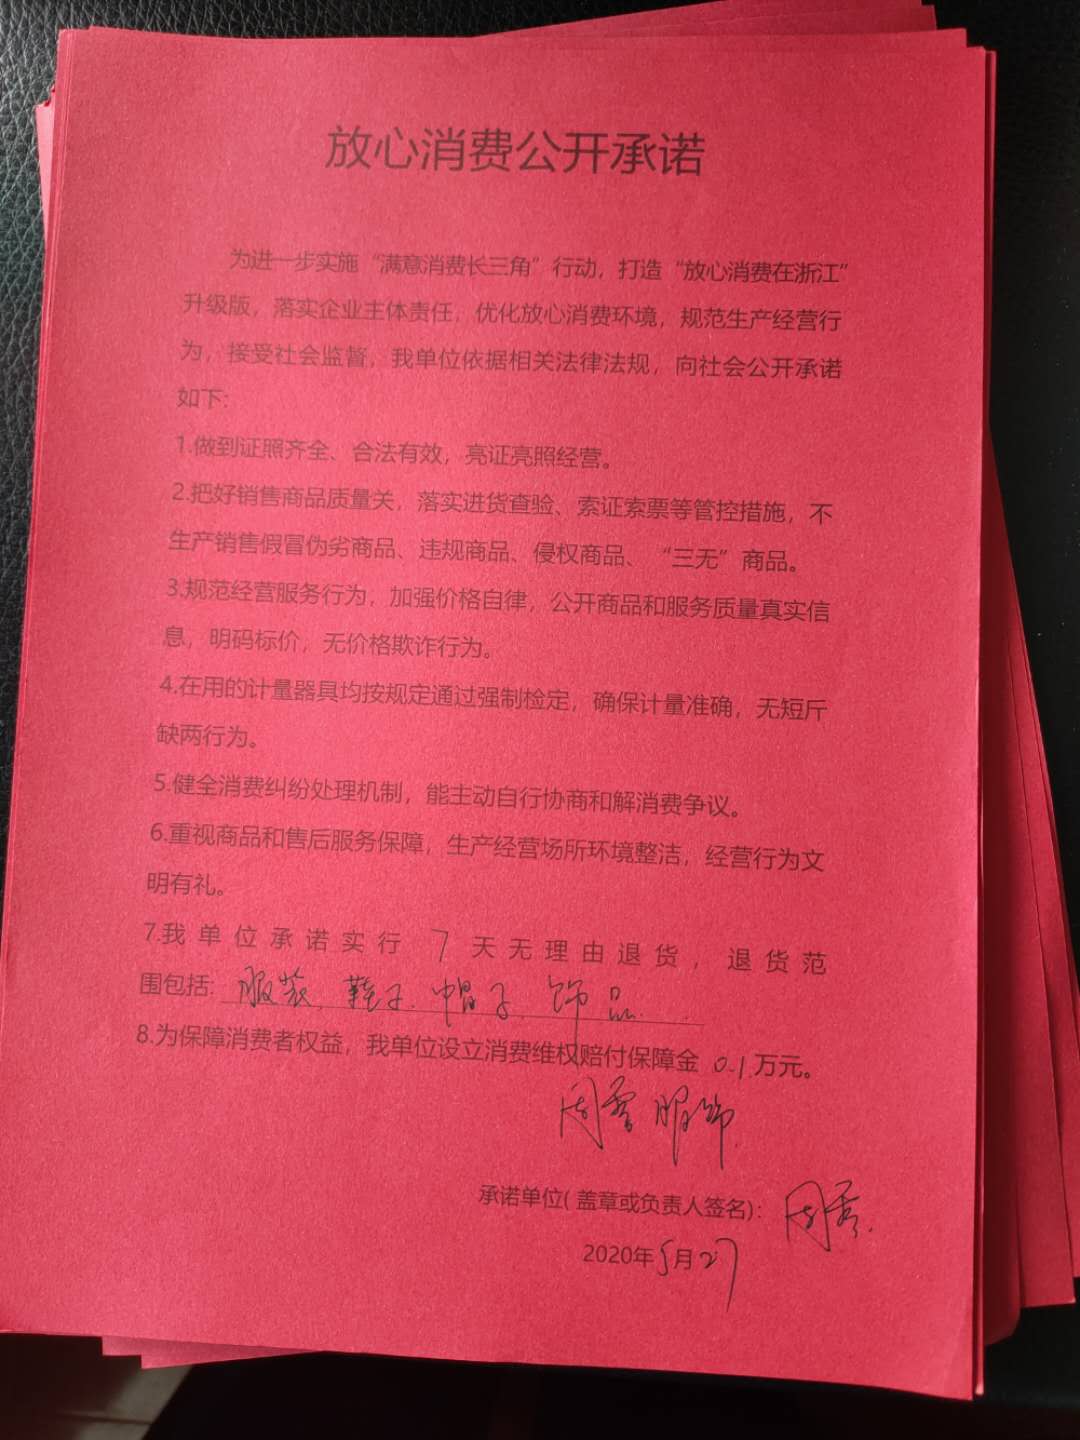 放心消费公开承诺
为进一步实施“满意消费长三角”行动，打造“放心消费在浙江”
升级版，落实企业主体责任，优化放心消费环境，规范生产经营行
为，接受社会监督，我单位依据相关法律法规，向社会公开承诺
如下：
1.做到证照齐全、合法有效，亮证亮照经营。
2.把好销售商品质量关，落实进货查验、索证索票等管控措施，不
生产销售假冒伪劣商品、违规商品、侵权商品、“三无”商品。
3.规范经营服务行为，加强价格自律，公开商品和服务质量真实信
息，明码标价，无价格欺诈行为。
4.在用的计量器具均按规定通过强制检定，确保计量准确，无短斤
缺两行为。
5.健全消费纠纷处理机制，能主动自行协商和解消费争议。
6.重视商品和售后服务保障，生产经营场所环境整洁，经营行为文
明有礼。
7.我单位承诺实行 7 天无理由退货，退货范
围包括：服装、鞋子、帽子、饰品
8.为保障消费者权益，我单位设立消费维权赔付保障金 0.1 万元。
服饰
承诺单位（盖章或负责人签名）：周
2020年5月27